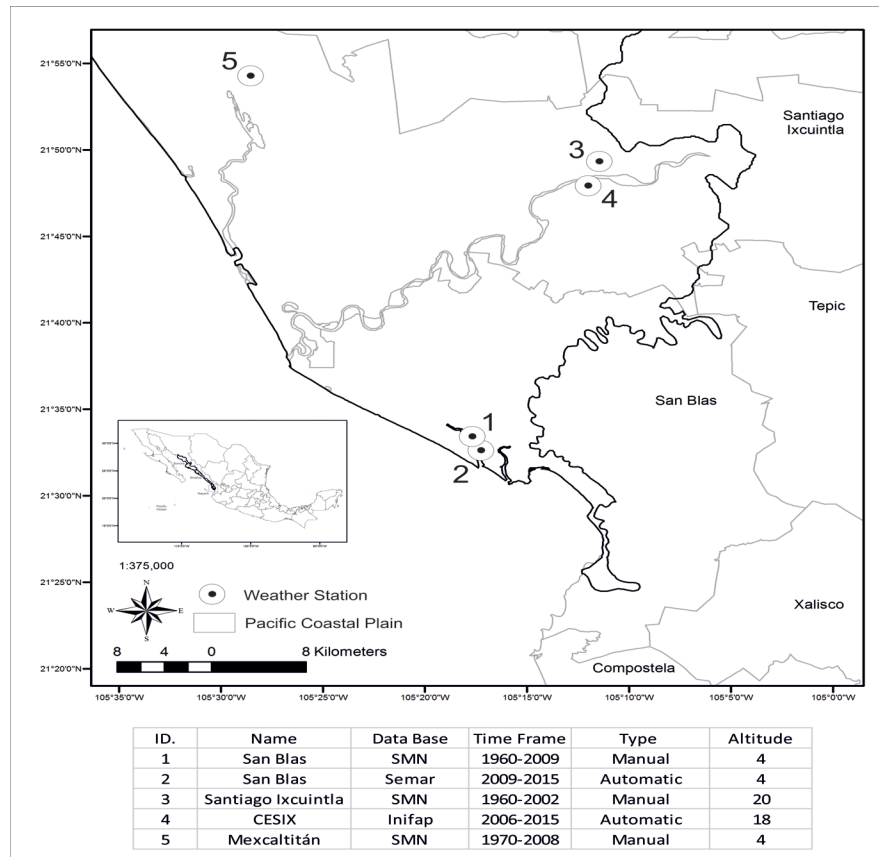 21°55'0"N
5
Santiago
Ixcuintla
21°50'0"N
3
4
21°45'0"N
Tepic
21°40'0"N
San Blas
21°35'0"N
1
2
21°30'0"N
1:375,000
21°25'0"N
N
W
E
S
Weather Station
Pacific Coastal Plain
Xalisco
8 4 0 8 Kilometers
21°20'0"N
Compostela
105°35'0"W 105°30'0"W 105°25'0"W 105°20'0"W 105°15'0"W 105°10'0"W 105°5'0"W 105°0'0"W
ID. Name Data Base Time Frame Type Altitude
1 San Blas SMN 1960-2009 Manual 4
2 San Blas Semar 2009-2015 Automatic 4
3 Santiago Ixcuintla SMN 1960-2002 Manual 20
4 CESIX Inifap 2006-2015 Automatic 18
5 Mexcaltitán SMN 1970-2008 Manual 4